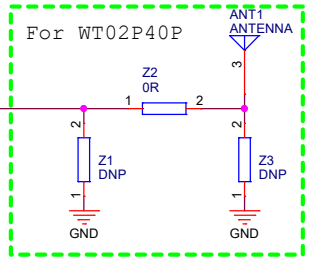 ANT1
ANTENNA
For WT02P40P
3
Z2
0R
1
2
2
Z1
DNP
1
GND
2
Z3
DNP
1
GND